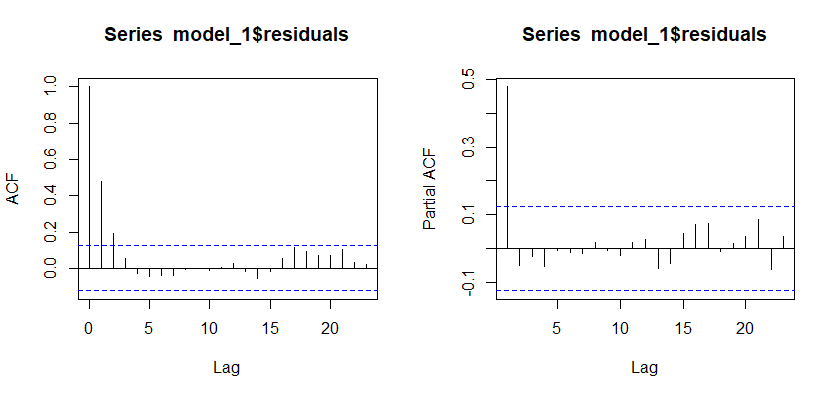 Series model_1$residuals
ACF
1.0
0.8
0.6
0.4
0.2
0.0
0 5 10 15 20
Lag
Series model_1$residuals
Partial ACF
0.5
0.3
0.1
-0.1
5 10 15 20
Lag